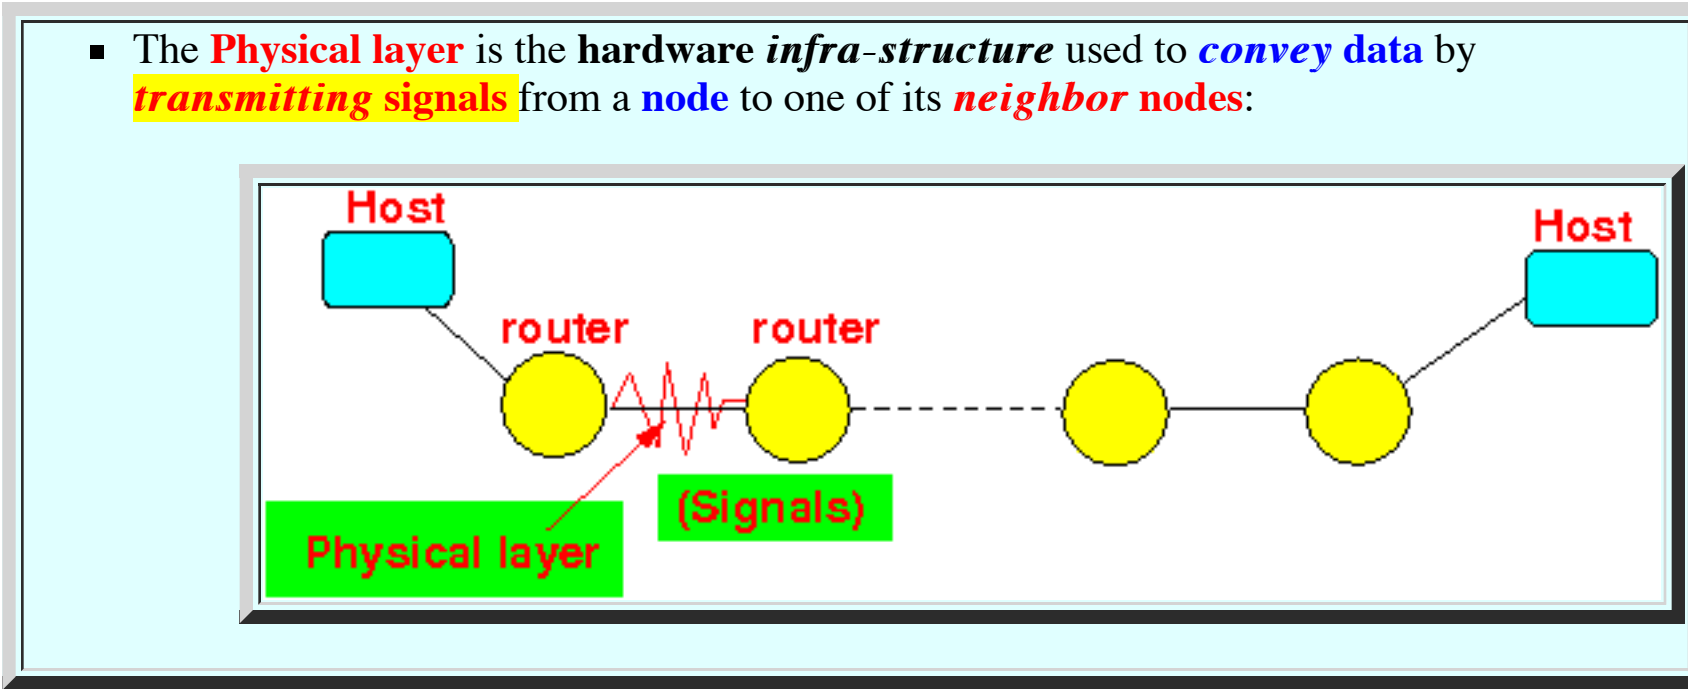 The Physical layer is the hardware infra-structure used to convey data by
transmitting signals from a node to one of its neighbor nodes:
Host
Host
router
router
(Signals)
Physical layer